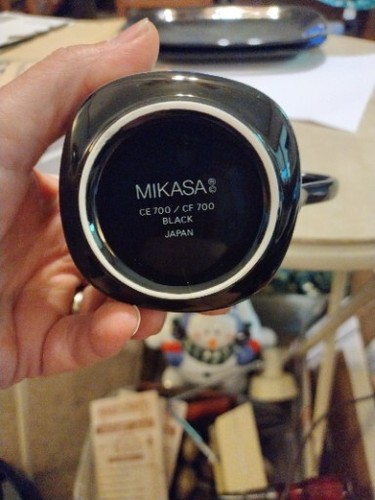 MIKASA®©
CE 700 / CF 700
BLACK
JAPAN